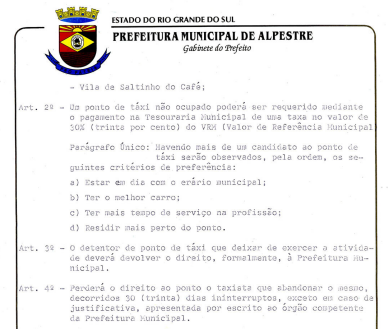 ESTADO DO RIO GRANDE DO SUL
PREFEITURA MUNICIPAL DE ALPESTRE
Gabinete do Prefeito
- Vila de Saltinho do Café;
Art. 2º - Um ponto de táxi não ocupado poderá ser requerido mediante
o pagamento na Tesouraria Municipal de uma taxa no valor de
30% (trinta por cento) do VRM (Valor de Referência Municipal
Parágrafo Único: Havendo mais de um candidato ao ponto de
táxi serão observados, pela ordem, os se-
guintes critérios de preferência:
a) Estar em dia com o erário municipal;
b) Ter o melhor carro;
c) Ter mais tempo de serviço na profissão;
d) Residir mais perto do ponto.
Art. 3º - O detentor de ponto de táxi que deixar de exercer a ativida-
de deverá devolver o direito, formalmente, à Prefeitura Mu-
nicipal.
Art. 4º - Perderá o direito ao ponto o taxista que abandonar o mesmo,
decorridos 30 (trinta) dias ininterruptos, exceto em caso de
justificativa, apresentada por escrito ao órgão competente
da Prefeitura Municipal.